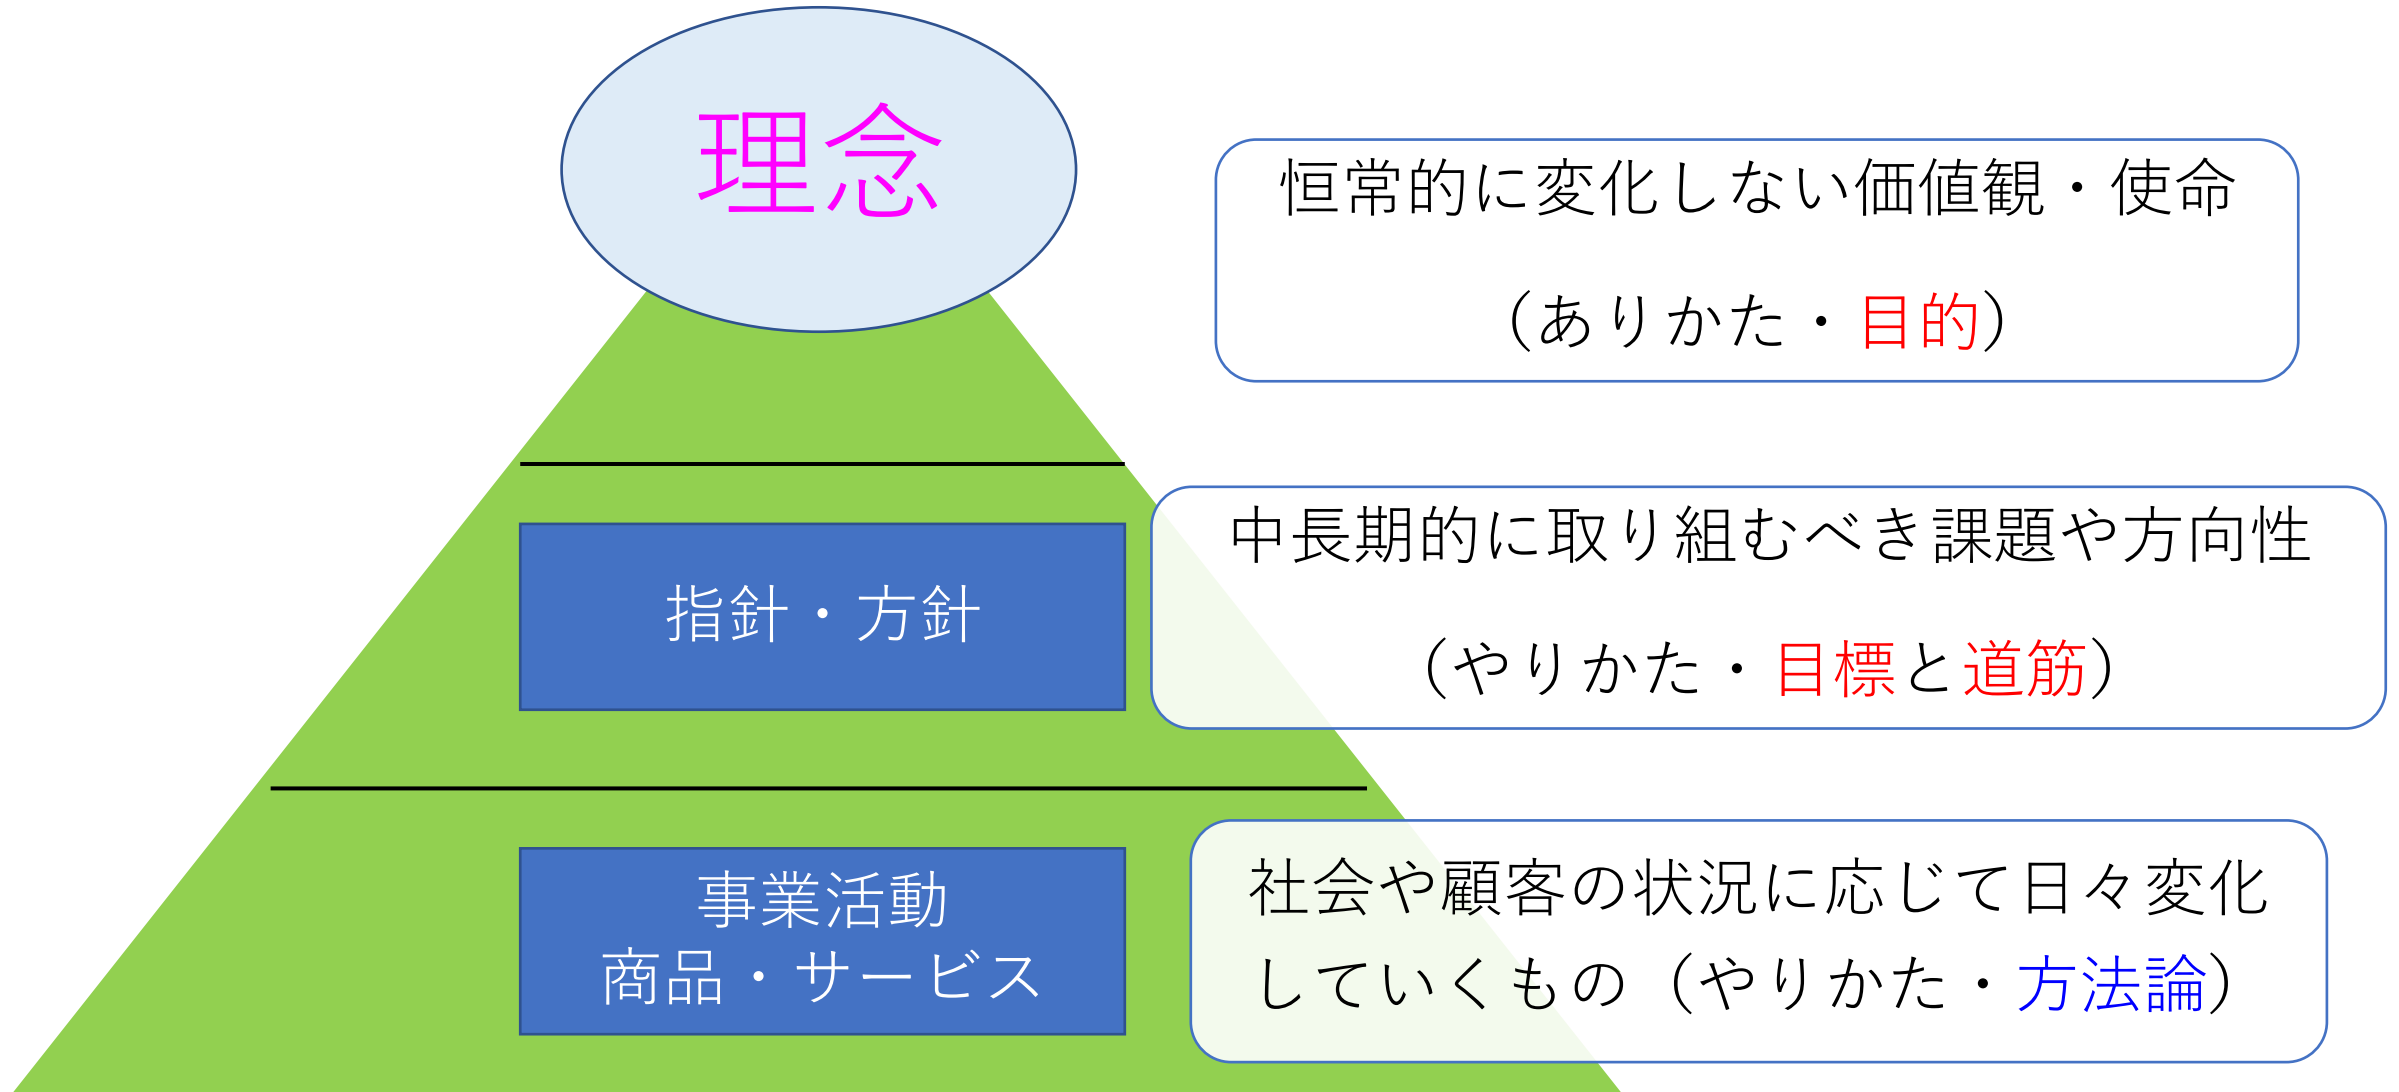 理念
恒常的に変化しない価値観・使命
（ありかた・目的）
指針・方針
中長期的に取り組むべき課題や方向性
（やりかた・目標と道筋）
事業活動
商品・サービス
社会や顧客の状況に応じて日々変化
していくもの（やりかた・方法論）